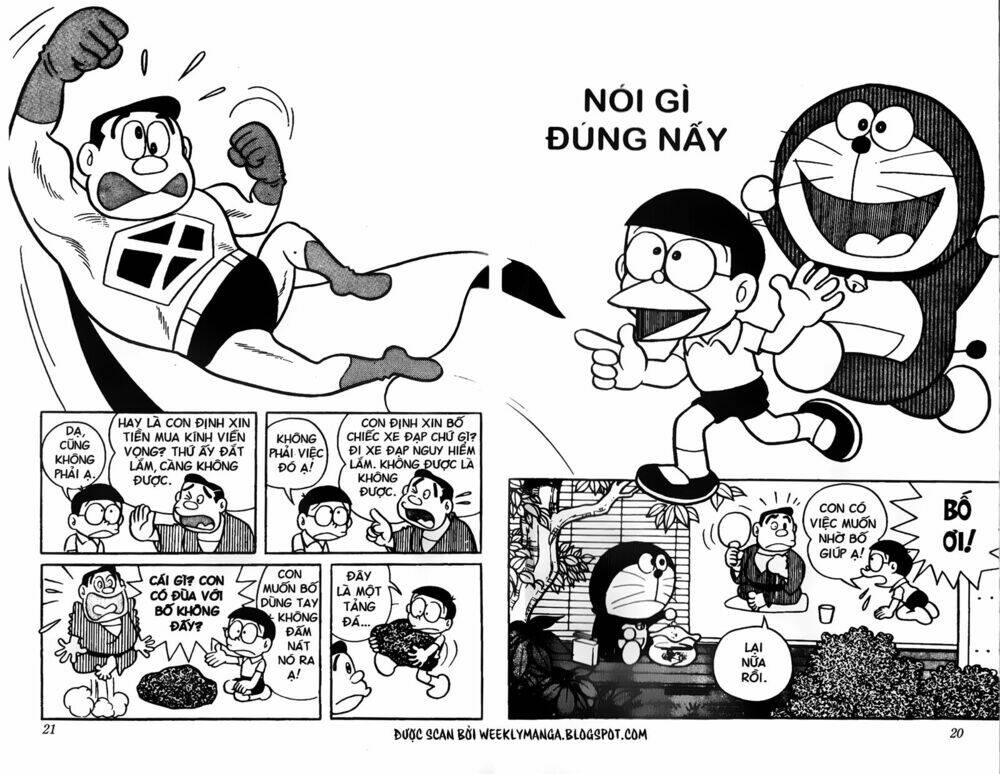 NÓI GÌ
ĐÚNG NẤY
BỐ
ƠI!
CON CÓ
VIỆC MUỐN
NHỜ BỐ
GIÚP Ạ!
LẠI
NỮA
RỒI.
20
CON ĐỊNH XIN BỐ
CHIẾC XE ĐẠP CHỨ GÌ?
ĐI XE ĐẠP NGUY HIỂM
LẮM. KHÔNG ĐƯỢC LÀ
KHÔNG
ĐƯỢC.
KHÔNG
PHẢI VIỆC
ĐÓ Ạ!
HAY LÀ CON ĐỊNH XIN
TIỀN MUA KÍNH VIỄN
VỌNG? THỨ ẤY ĐẮT
LẮM, CÀNG KHÔNG
ĐƯỢC.
DẠ,
CŨNG
KHÔNG
PHẢI Ạ.
ĐÂY
LÀ MỘT
TẢNG
ĐÁ...
CON
MUỐN BỐ
DÙNG TAY
KHÔNG
ĐẤM
NÁT
NÓ RA
Ạ!
CÁI GÌ? CON
CÓ ĐÙA VỚI
BỐ KHÔNG
ĐẤY?
21
ĐƯỢC SCAN BỞI WEEKLYMANGA.BLOGSPOT.COM